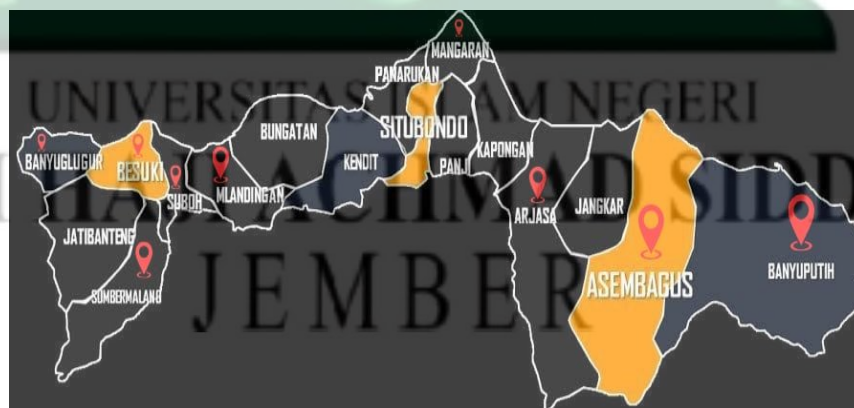 MANGARAN
PANARUKAN
UNIVERSITAS ISLAM NEGERI
SITUBONDO
BUNGATAN
KAPONGAN
BANYUGLUGUR
BESUKI
KENDIT
PANJI
SUBOH
MLANDINGAN
ARJASA
JANGKAR
HAJI ACHMAD SIDD
JATIBANTENG
SUMBERMALANG
ASEMBAGUS
BANYUPUTIH
JEMBER